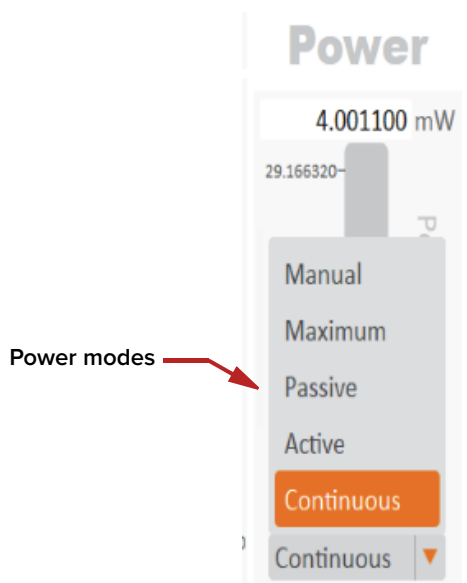 Power
4.001100 mW
29.166320-
Manual
Maximum
Power modes
Passive
Active
Continuous
Continuous